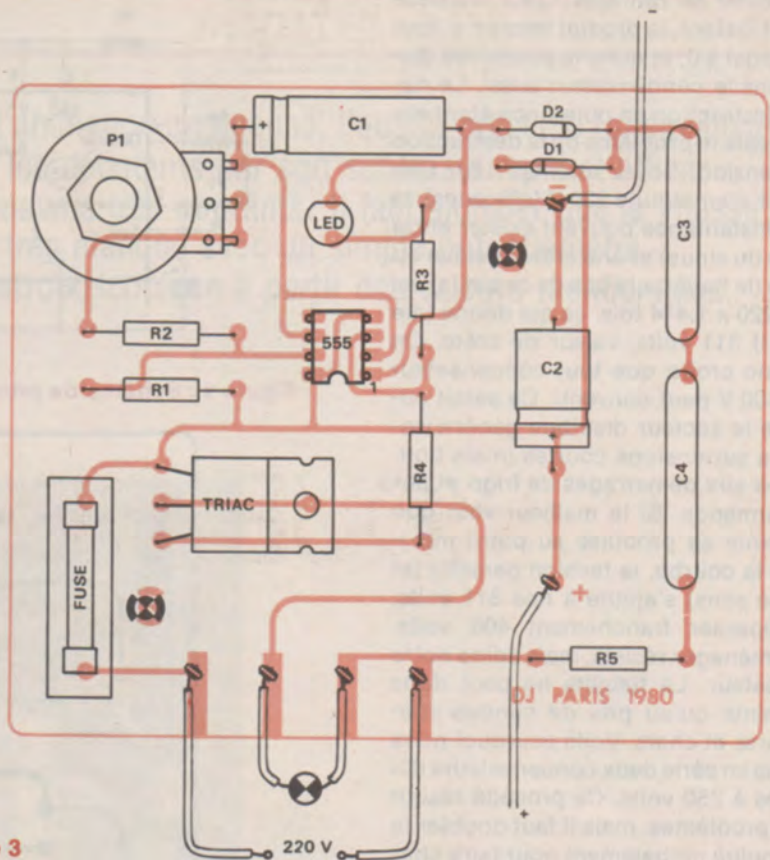 -
P1
+
C1
D2
D1
-
LED
R3
C3
R2
555
R1
1
C2
TRIAC
R4
C4
FUSE
+
R5
DJ PARIS 1980
+
220 V
3